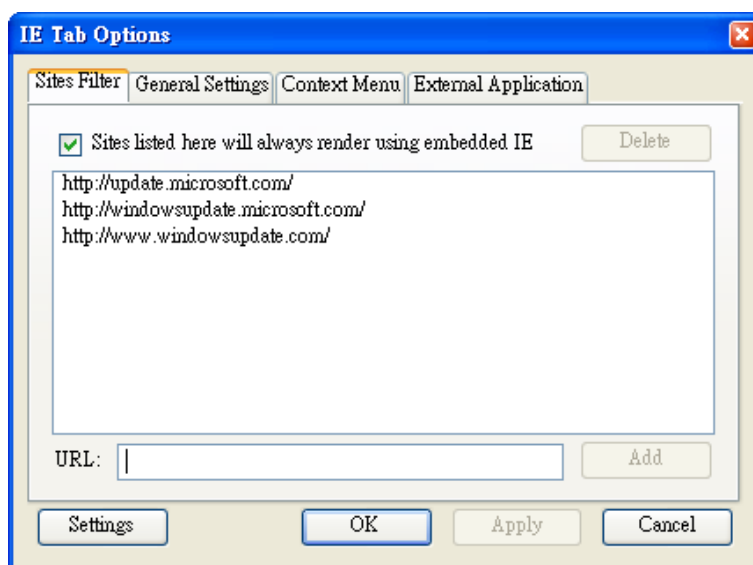 IE Tab Options
Sites Filter General Settings Context Menu External Application
Sites listed here will always render using embedded IE Delete
http://update.microsoft.com/
http://windowsupdate.microsoft.com/
http://www.windowsupdate.com/
URL: Add
Settings OK Apply Cancel